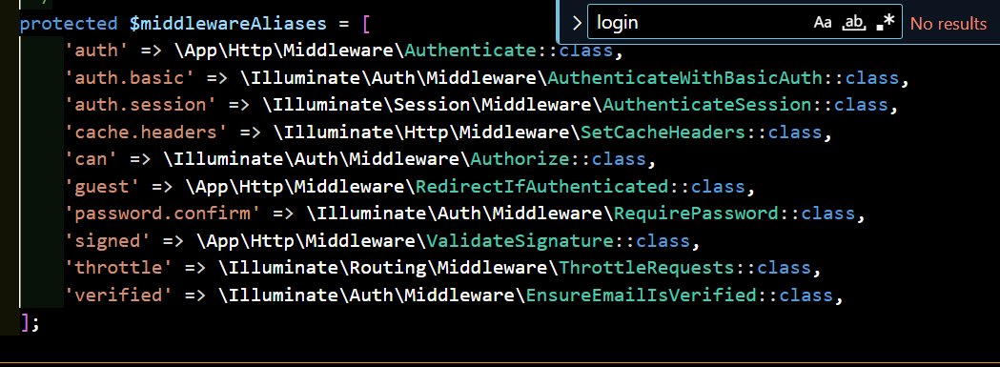 protected $middlewareAliases = [
login Aa ab .* No results
'auth' => \App\Http\Middleware\Authenticate::class,
'auth.basic' => \Illuminate\Auth\Middleware\AuthenticateWithBasicAuth::class,
'auth.session' => \Illuminate\Session\Middleware\AuthenticateSession::class,
'cache.headers' => \Illuminate\Http\Middleware\SetCacheHeaders::class,
'can' => \Illuminate\Auth\Middleware\Authorize::class,
'guest' => \App\Http\Middleware\RedirectIfAuthenticated::class,
'password.confirm' => \Illuminate\Auth\Middleware\RequirePassword::class,
'signed' => \App\Http\Middleware\ValidateSignature::class,
'throttle' => \Illuminate\Routing\Middleware\ThrottleRequests::class,
'verified' => \Illuminate\Auth\Middleware\EnsureEmailIsVerified::class,
];